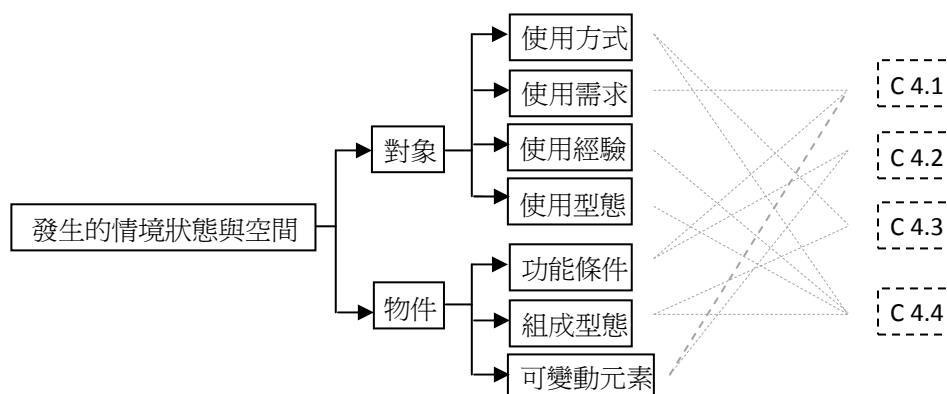 發生的情境狀態與空間
對象
物件
使用方式
使用需求
使用經驗
使用型態
功能條件
組成型態
可變動元素
C 4.1
C 4.2
C 4.3
C 4.4